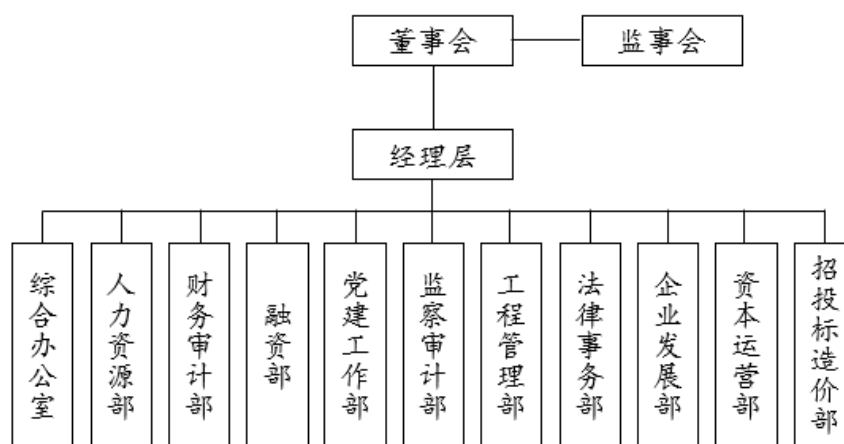 董事会
监事会
经理层
综合办公室
人力资源部
财务审计部
融资部
党建工作部
监察审计部
工程管理部
法律事务部
企业发展部
资本运营部
招投标造价部